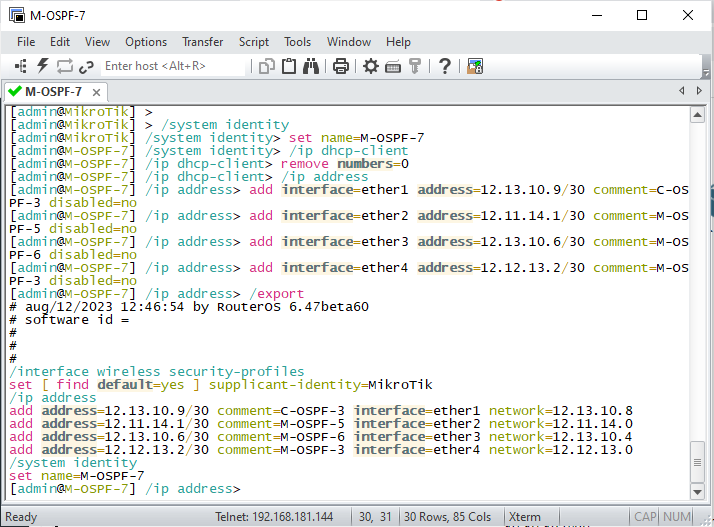 M-OSPF-7
File Edit View Options Transfer Script Tools Window Help
Enter host <Alt+R>
M-OSPF-7
[admin@MikroTik] >
[admin@MikroTik] > /system identity
[admin@MikroTik] /system identity> set name=M-OSPF-7
[admin@M-OSPF-7] /system identity> /ip dhcp-client
[admin@M-OSPF-7] /ip dhcp-client> remove numbers=0
[admin@M-OSPF-7] /ip dhcp-client> /ip address
[admin@M-OSPF-7] /ip address> add interface=ether1 address=12.13.10.9/30 comment=C-OS
PF-3 disabled=no
[admin@M-OSPF-7] /ip address> add interface=ether2 address=12.11.14.1/30 comment=M-OS
PF-5 disabled=no
[admin@M-OSPF-7] /ip address> add interface=ether3 address=12.13.10.6/30 comment=M-OS
PF-6 disabled=no
[admin@M-OSPF-7] /ip address> add interface=ether4 address=12.12.13.2/30 comment=M-OS
PF-3 disabled=no
[admin@M-OSPF-7] /ip address> /export
# aug/12/2023 12:46:54 by RouterOS 6.47beta60
# software id =
#
#
#
/interface wireless security-profiles
set [ find default=yes ] supplicant-identity=MikroTik
/ip address
add address=12.13.10.9/30 comment=C-OSPF-3 interface=ether1 network=12.13.10.8
add address=12.11.14.1/30 comment=M-OSPF-5 interface=ether2 network=12.11.14.0
add address=12.13.10.6/30 comment=M-OSPF-6 interface=ether3 network=12.13.10.4
add address=12.12.13.2/30 comment=M-OSPF-3 interface=ether4 network=12.12.13.0
/system identity
set name=M-OSPF-7
[admin@M-OSPF-7] /ip address>
Ready Telnet: 192.168.181.144 30, 31 30 Rows, 85 Cols Xterm CAP NUM